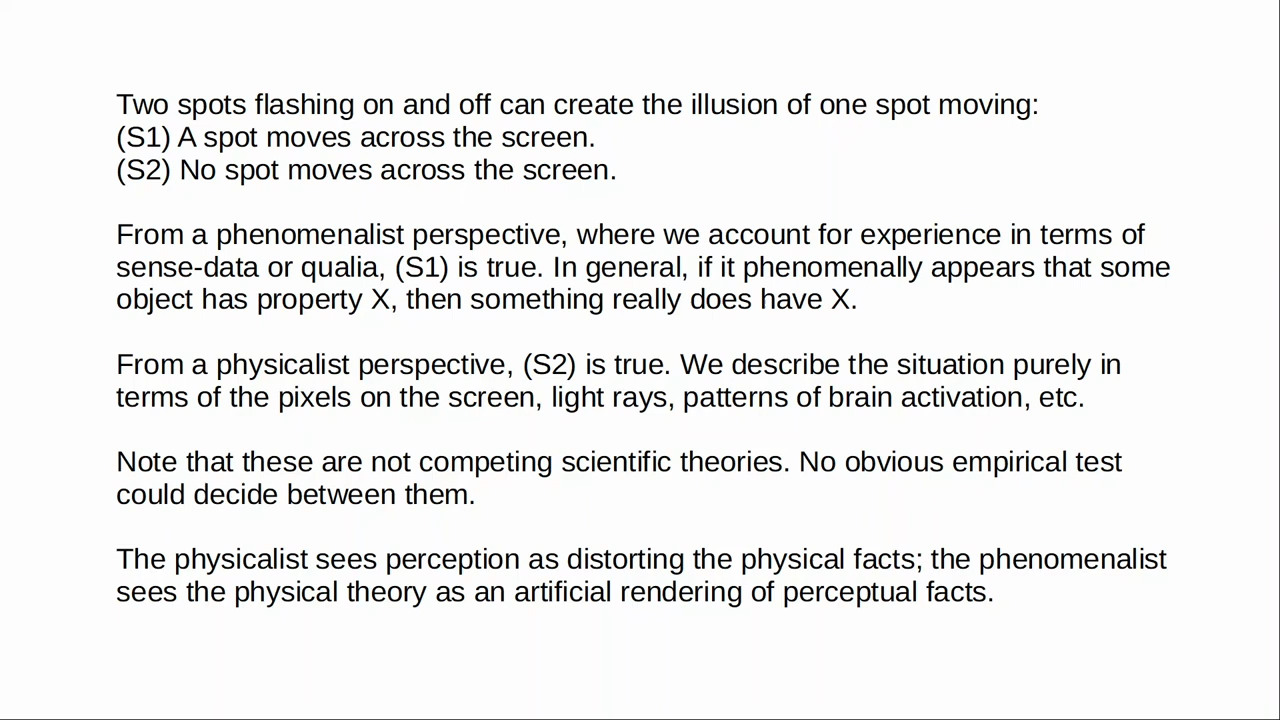 Two spots flashing on and off can create the illusion of one spot moving:
(S1) A spot moves across the screen.
(S2) No spot moves across the screen.
From a phenomenalist perspective, where we account for experience in terms of
sense-data or qualia, (S1) is true. In general, if it phenomenally appears that some
object has property X, then something really does have X.
From a physicalist perspective, (S2) is true. We describe the situation purely in
terms of the pixels on the screen, light rays, patterns of brain activation, etc.
Note that these are not competing scientific theories. No obvious empirical test
could decide between them.
The physicalist sees perception as distorting the physical facts; the phenomenalist
sees the physical theory as an artificial rendering of perceptual facts.